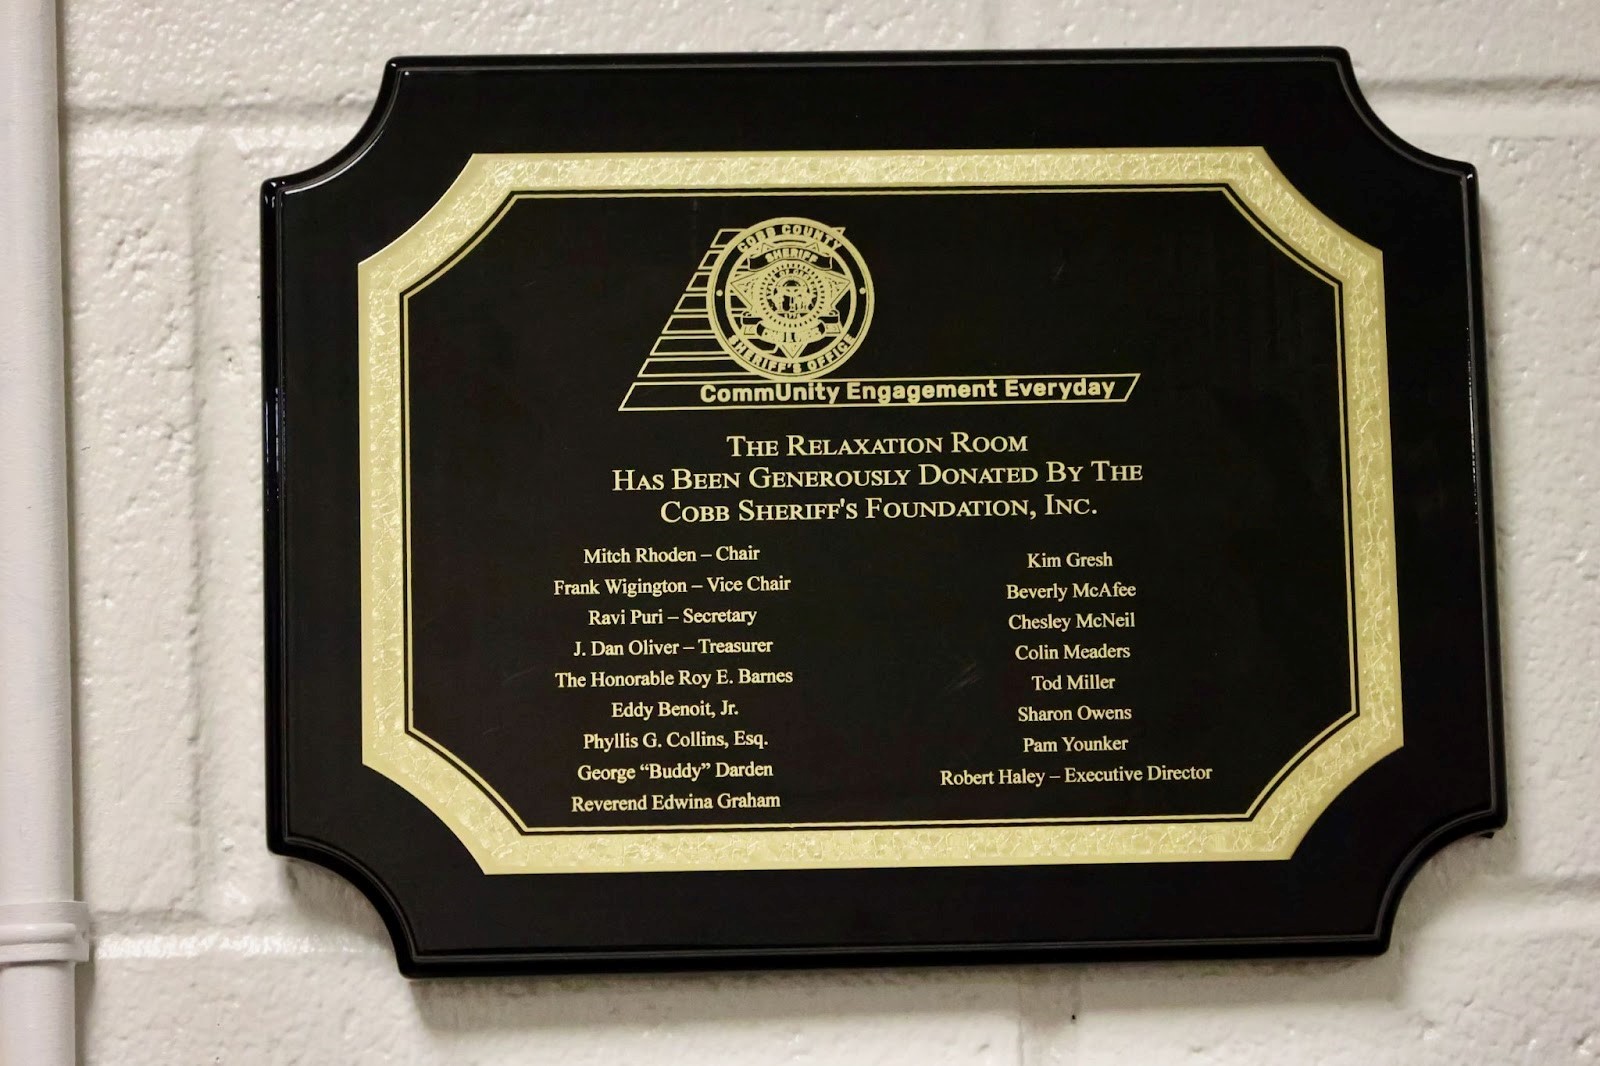 COBB COUNTY
SHERIFF
SHERIFF'S OFFICE
CommUnity Engagement Everyday
THE RELAXATION ROOM
HAS BEEN GENEROUSLY DONATED BY THE
COBB SHERIFF'S FOUNDATION, INC.
Mitch Rhoden – Chair
Frank Wigington – Vice Chair
Ravi Puri – Secretary
J. Dan Oliver – Treasurer
The Honorable Roy E. Barnes
Eddy Benoit, Jr.
Phyllis G. Collins, Esq.
George “Buddy” Darden
Reverend Edwina Graham
Kim Gresh
Beverly McAfee
Chesley McNeil
Colin Meaders
Tod Miller
Sharon Owens
Pam Younker
Robert Haley – Executive Director